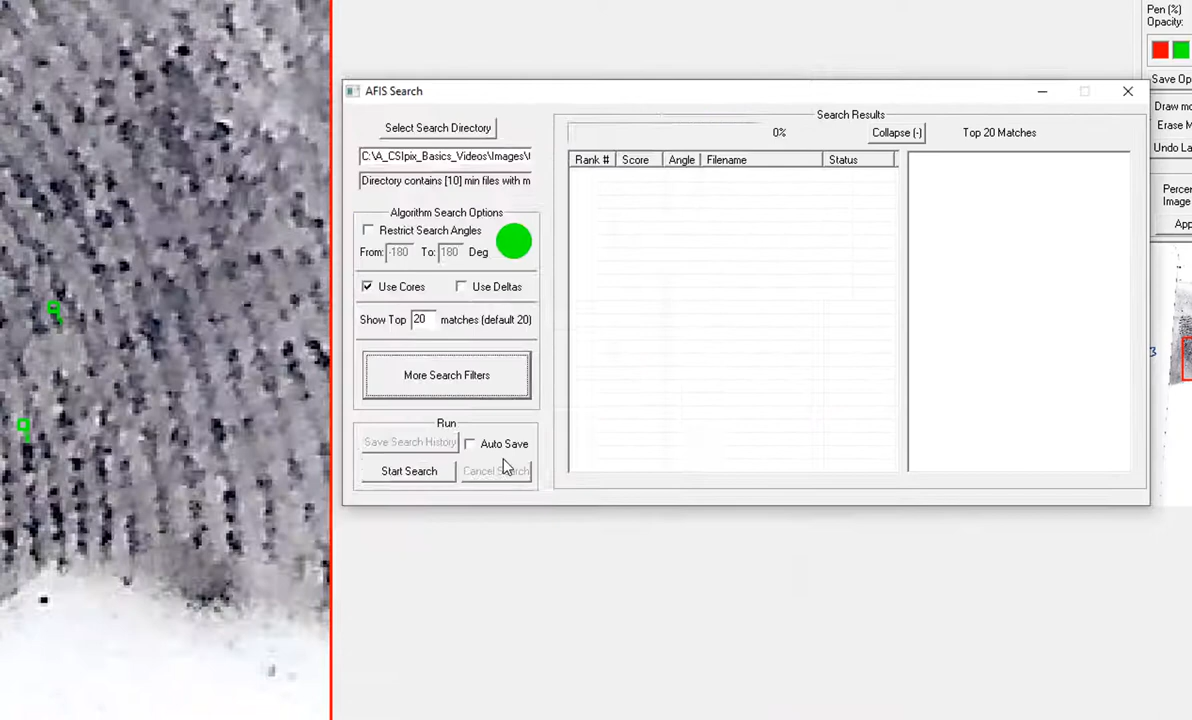 Pen (%)
Opacity:
Save Op
Draw mo
Erase M
Undo La
Percen
Image
App
AFIS Search
Select Search Directory
C:\A_CSIpix_Basics_Videos\Images\
Directory contains [10] min files with m
Algorithm Search Options
Restrict Search Angles
From: -180 To: 180 Deg
Use Cores Use Deltas
Show Top 20 matches (default 20)
More Search Filters
Run
Save Search History Auto Save
Start Search Cancel Search
Search Results
0% Collapse (-) Top 20 Matches
Rank # Score Angle Filename Status
3